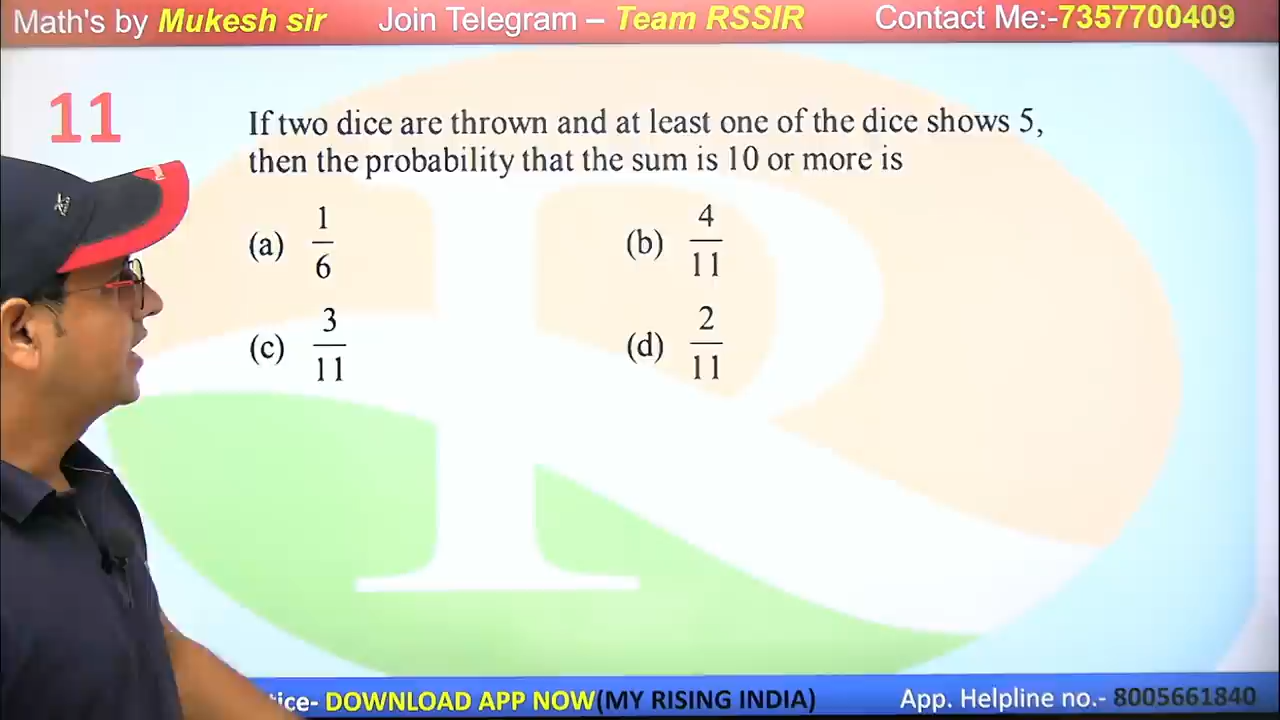 Math's by Mukesh sir Join Telegram – Team RSSIR Contact Me:-7357700409
11
If two dice are thrown and at least one of the dice shows 5,
then the probability that the sum is 10 or more is
(a) 1/6 (b) 4/11
(c) 3/11 (d) 2/11
DOWNLOAD APP NOW(MY RISING INDIA) App. Helpline no.- 8005661840